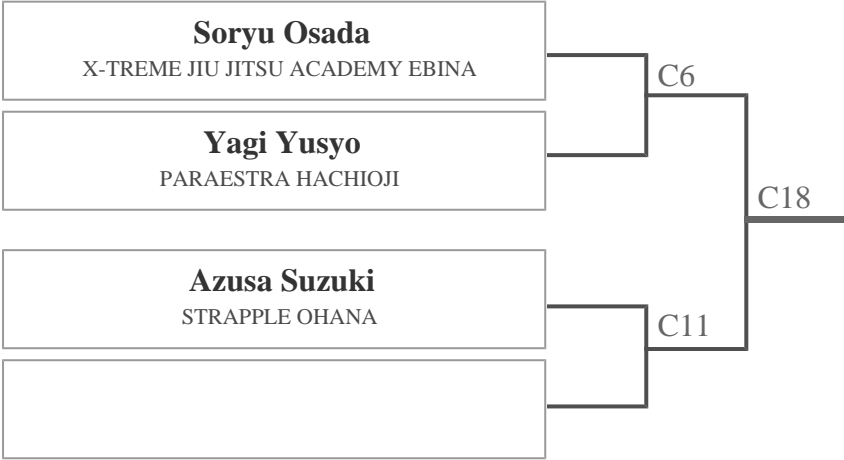 Soryu Osada
X-TREME JIU JITSU ACADEMY EBINA
C6
Yagi Yusyo
PARAESTRA HACHIOJI
C18
Azusa Suzuki
STRAPPLE OHANA
C11